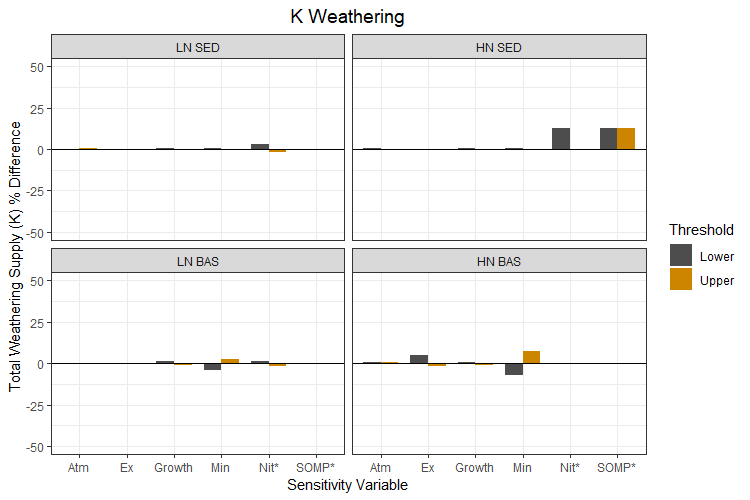 K Weathering
LN SED
HN SED
50
25
0
-25
-50
LN BAS
HN BAS
50
25
0
-25
-50
Total Weathering Supply (K) % Difference
Atm Ex Growth Min Nit* SOMP*
Atm Ex Growth Min Nit* SOMP*
Sensitivity Variable
Threshold
Lower
Upper